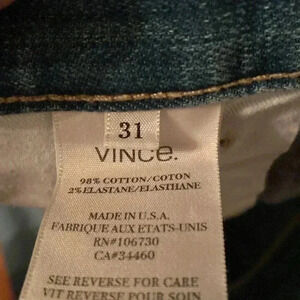 31
VINCE.
98% COTTON/COTON
2% ELASTANE/ELASTHANE
MADE IN U.S.A.
FABRIQUE AUX ETATS-UNIS
RN#106730
CA#34460
SEE REVERSE FOR CARE
VIT REVERSE POUR SOIN